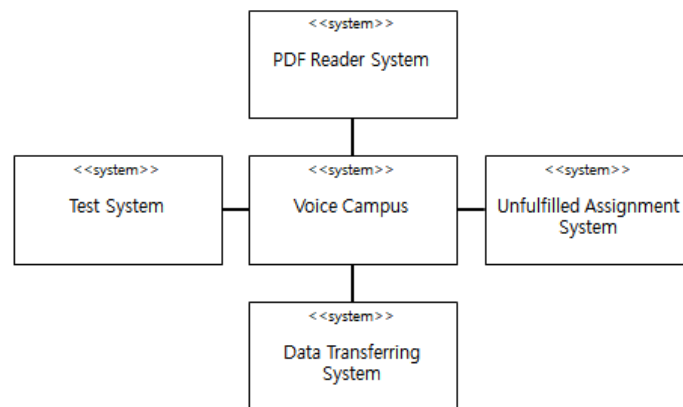 <<system>>
PDF Reader System
<<system>>
Test System
<<system>>
Voice Campus
<<system>>
Unfulfilled Assignment
System
<<system>>
Data Transferring
System